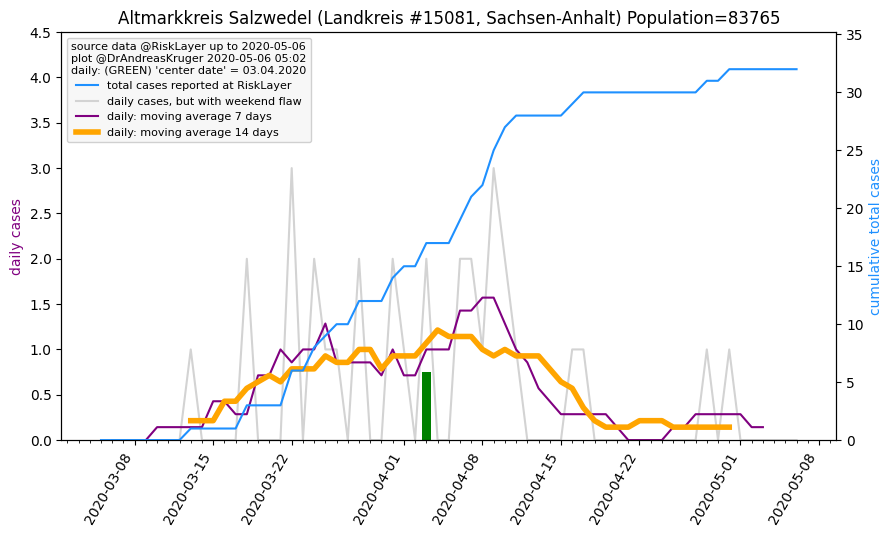 Altmarkkreis Salzwedel (Landkreis #15081, Sachsen-Anhalt) Population=83765
source data @RiskLayer up to 2020-05-06
plot @DrAndreasKruger 2020-05-06 05:02
daily: (GREEN) 'center date' = 03.04.2020
total cases reported at RiskLayer
daily cases, but with weekend flaw
daily: moving average 7 days
daily: moving average 14 days
daily cases
4.5
4.0
3.5
3.0
2.5
2.0
1.5
1.0
0.5
0.0
35
30
25
20
15
10
5
0
cumulative total cases
2020-03-08
2020-03-15
2020-03-22
2020-04-01
2020-04-08
2020-04-15
2020-04-22
2020-05-01
2020-05-08